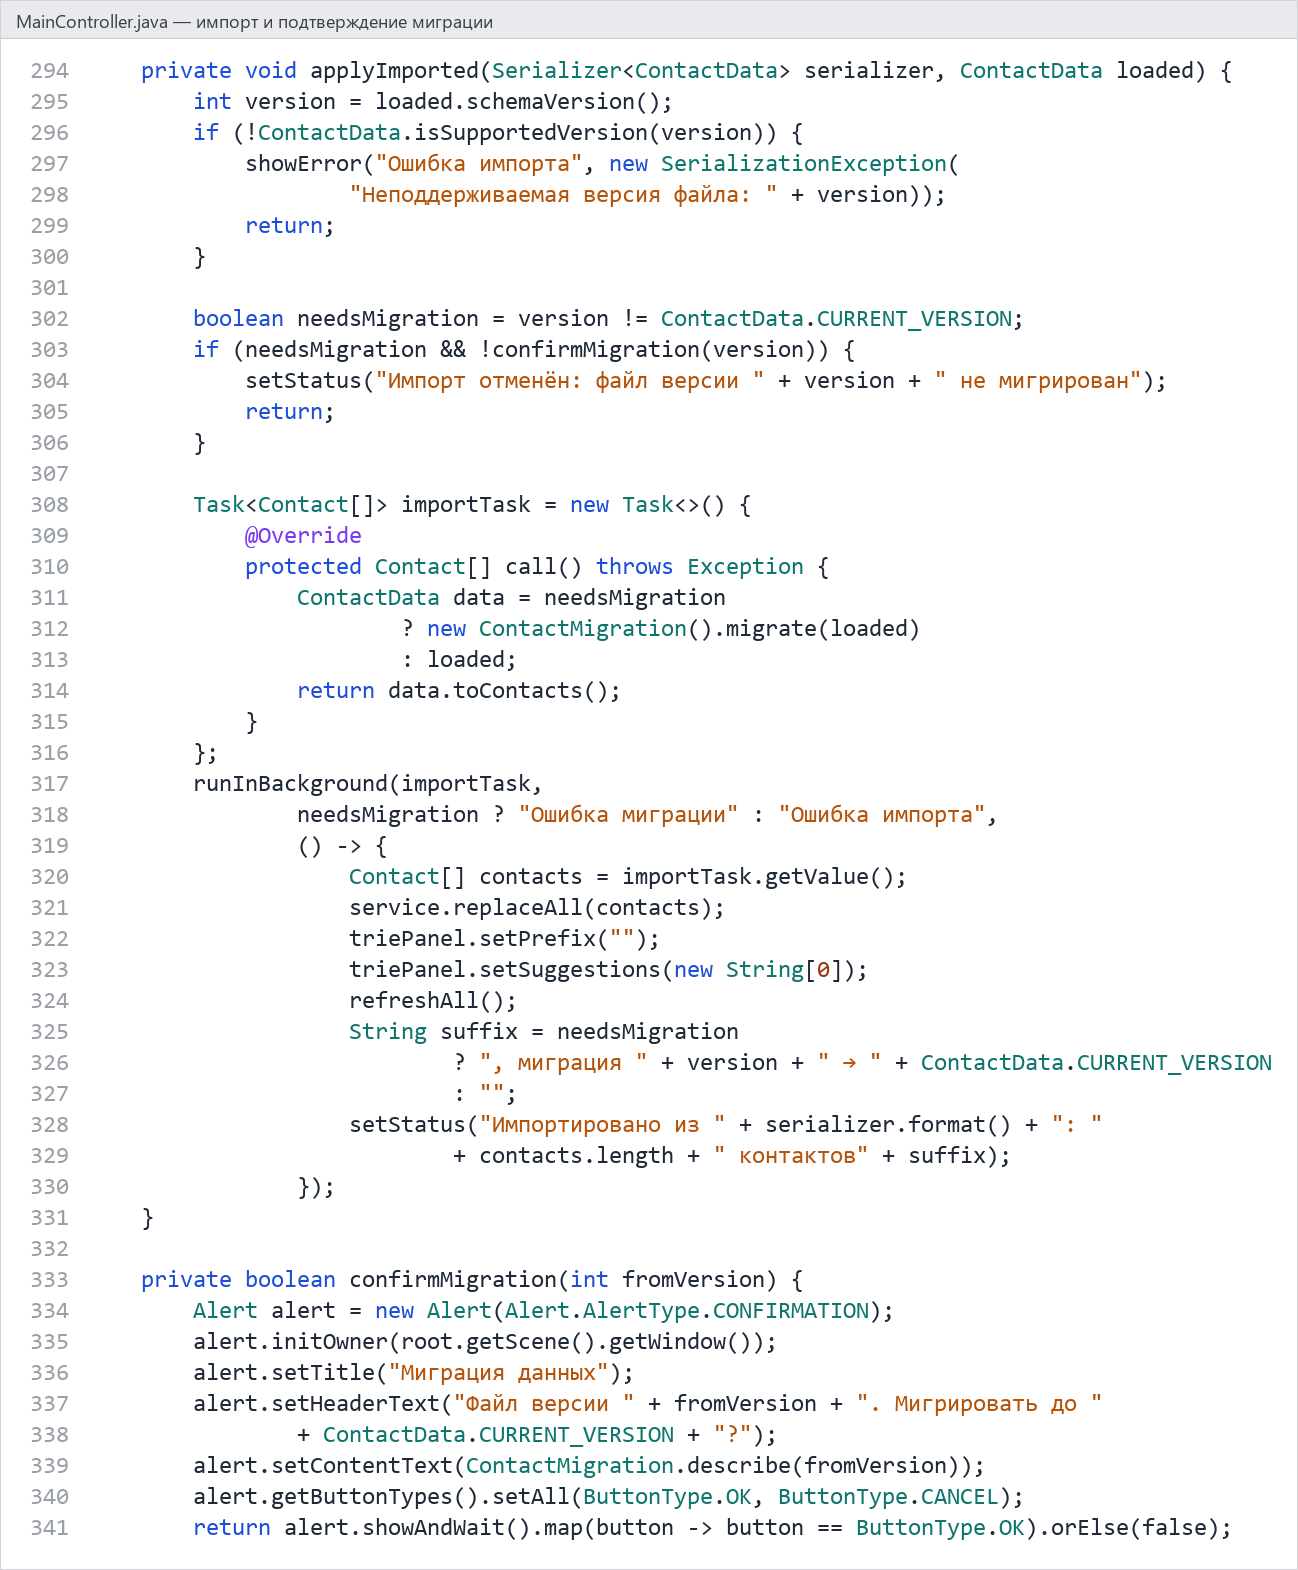 MainController.java — импорт и подтверждение миграции
294 private void applyImported(Serializer<ContactData> serializer, ContactData loaded) {
295 int version = loaded.schemaVersion();
296 if (!ContactData.isSupportedVersion(version)) {
297 showError("Ошибка импорта", new SerializationException(
298 "Неподдерживаемая версия файла: " + version));
299 return;
300 }
301
302 boolean needsMigration = version != ContactData.CURRENT_VERSION;
303 if (needsMigration && !confirmMigration(version)) {
304 setStatus("Импорт отменён: файл версии " + version + " не мигрирован");
305 return;
306 }
307
308 Task<Contact[]> importTask = new Task<>() {
309 @Override
310 protected Contact[] call() throws Exception {
311 ContactData data = needsMigration
312 ? new ContactMigration().migrate(loaded)
313 : loaded;
314 return data.toContacts();
315 }
316 };
317 runInBackground(importTask,
318 needsMigration ? "Ошибка миграции" : "Ошибка импорта",
319 () -> {
320 Contact[] contacts = importTask.getValue();
321 service.replaceAll(contacts);
322 triePanel.setPrefix("");
323 triePanel.setSuggestions(new String[0]);
324 refreshAll();
325 String suffix = needsMigration
326 ? ", миграция " + version + " → " + ContactData.CURRENT_VERSION
327 : "";
328 setStatus("Импортировано из " + serializer.format() + ": "
329 + contacts.length + " контактов" + suffix);
330 });
331 }
332
333 private boolean confirmMigration(int fromVersion) {
334 Alert alert = new Alert(Alert.AlertType.CONFIRMATION);
335 alert.initOwner(root.getScene().getWindow());
336 alert.setTitle("Миграция данных");
337 alert.setHeaderText("Файл версии " + fromVersion + ". Мигрировать до "
338 + ContactData.CURRENT_VERSION + "?");
339 alert.setContentText(ContactMigration.describe(fromVersion));
340 alert.getButtonTypes().setAll(ButtonType.OK, ButtonType.CANCEL);
341 return alert.showAndWait().map(button -> button == ButtonType.OK).orElse(false);